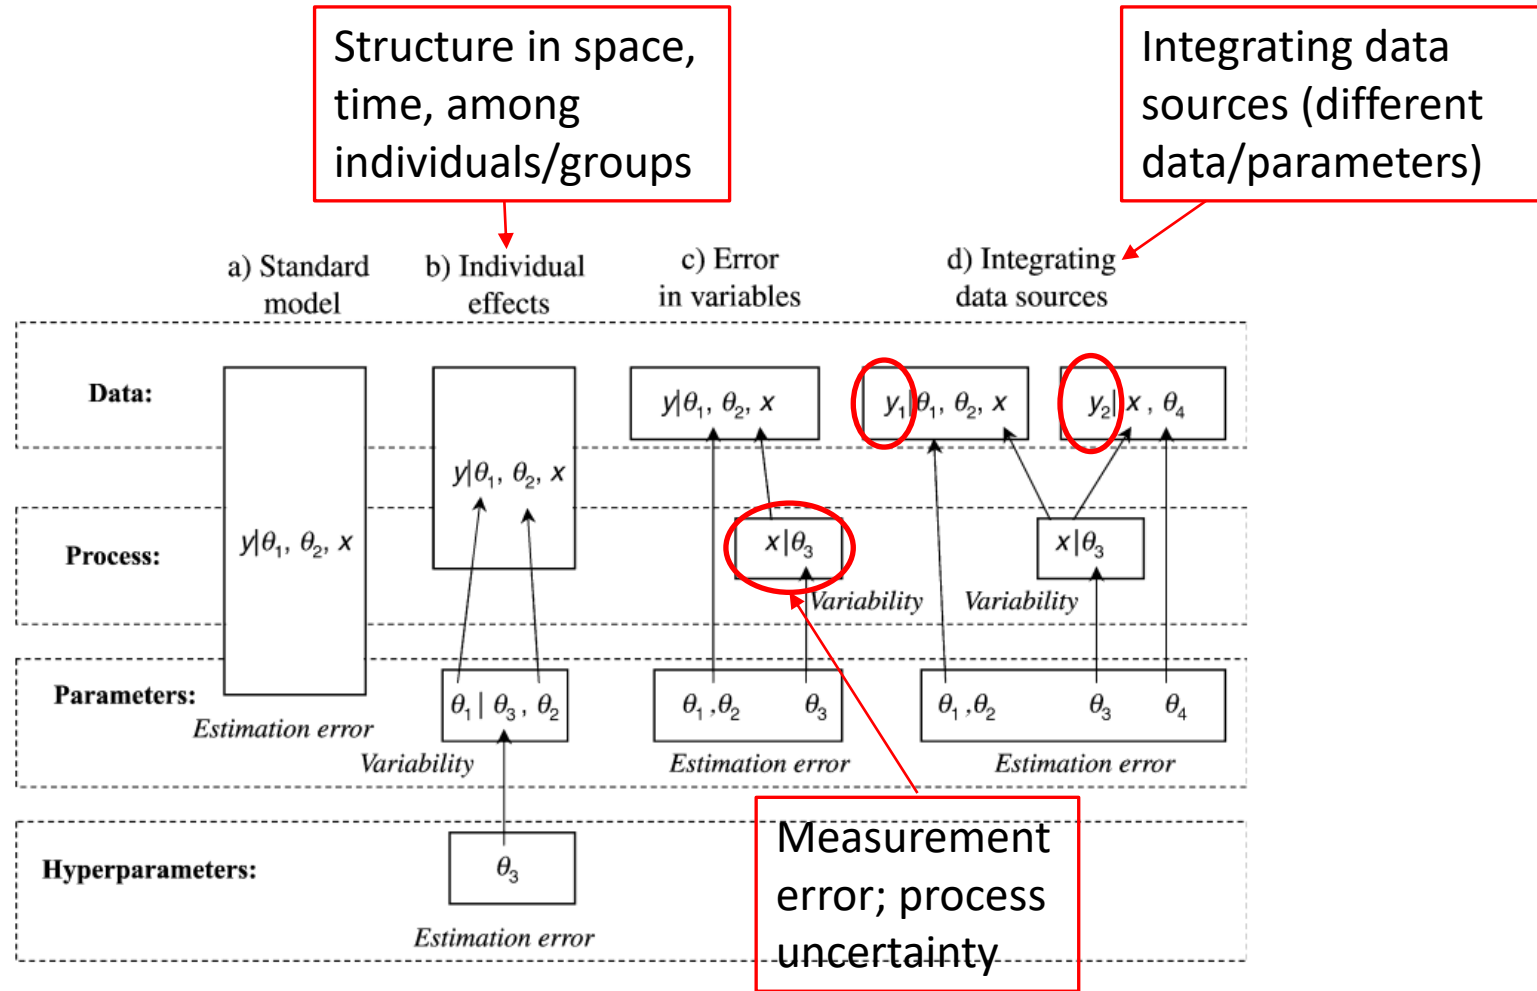 Structure in space,
time, among
individuals/groups
Integrating data
sources (different
data/parameters)
a) Standard
model
b) Individual
effects
c) Error
in variables
d) Integrating
data sources
Data:
y|θ₁, θ₂, x
y₁|θ₁, θ₂, x
y₂| x , θ₄
y|θ₁, θ₂, x
Process:
y|θ₁, θ₂, x
x|θ₃
x|θ₃
Variability
Variability
Parameters:
Estimation error
θ₁ | θ₃ , θ₂
Variability
θ₁ ,θ₂
θ₃
Estimation error
θ₁ ,θ₂
θ₃
θ₄
Estimation error
Hyperparameters:
θ₃
Estimation error
Measurement
error; process
uncertainty